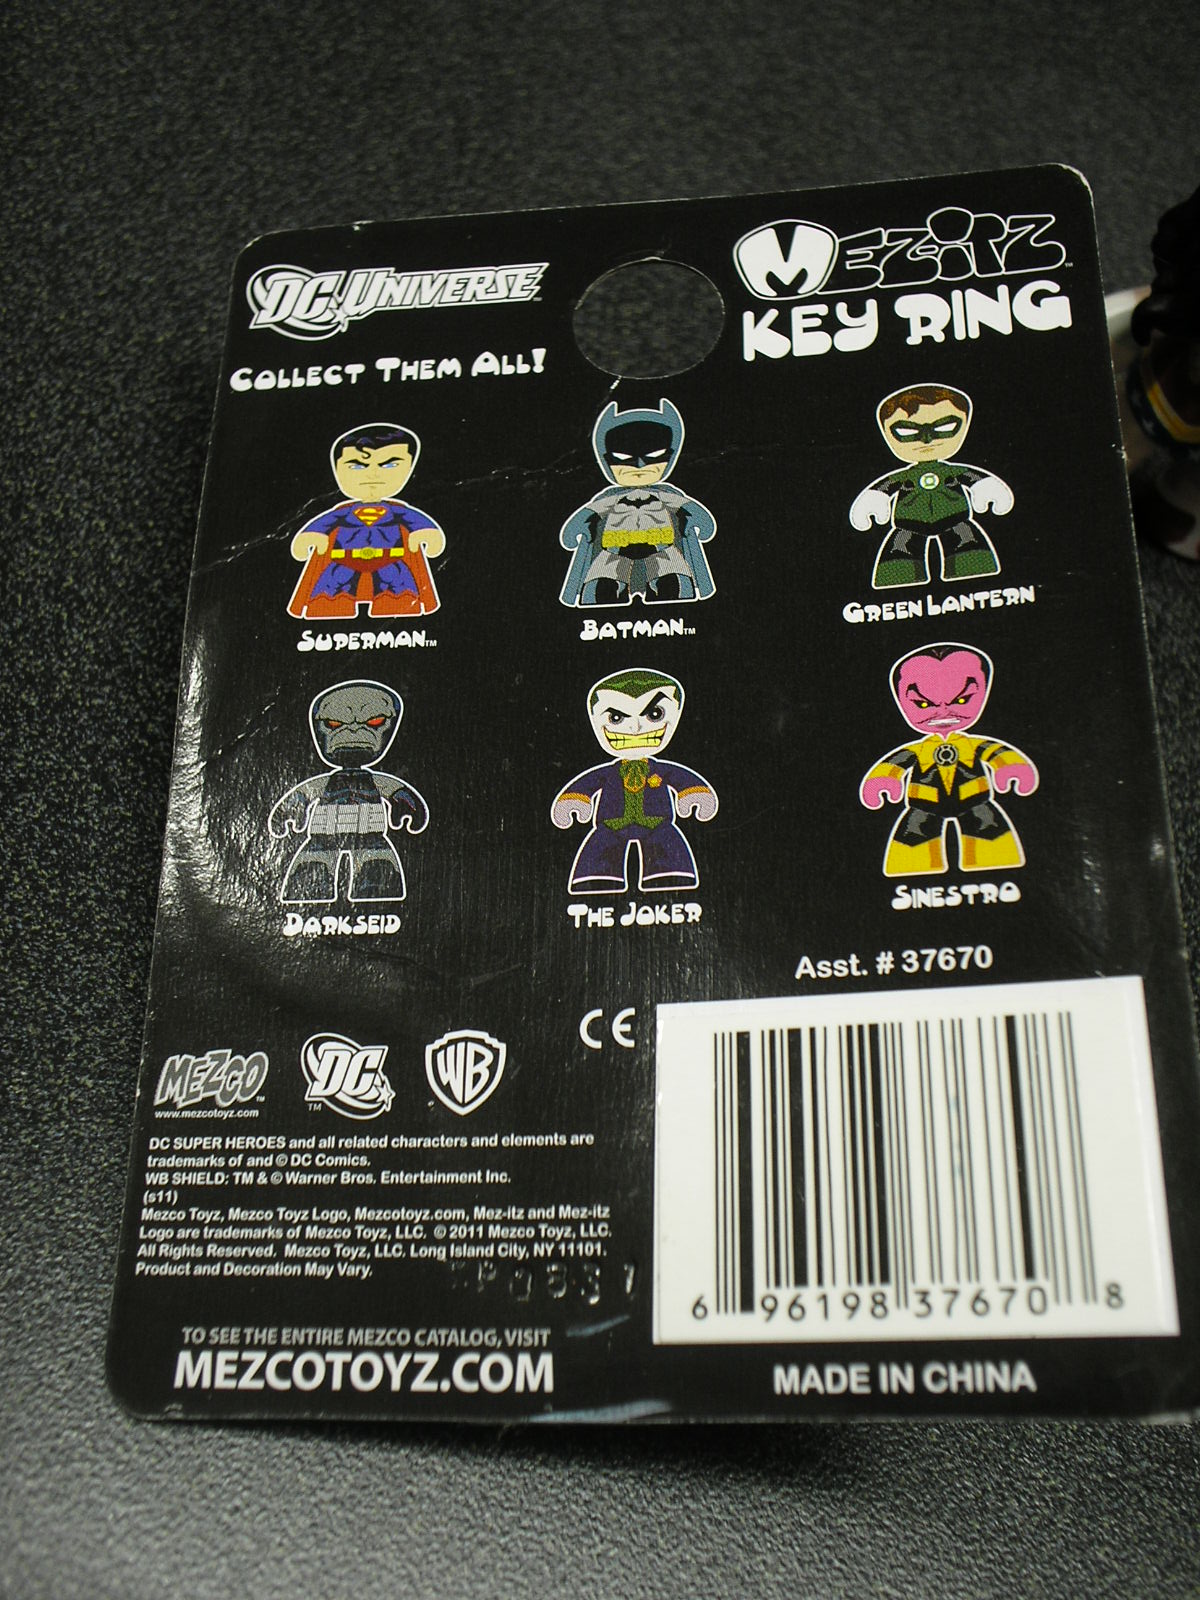 DC UNIVERSE™
MEZ-ITZ™
KEY RING
COLLECT THEM ALL!
SUPERMAN™
BATMAN™
GREEN LANTERN
DARKSEID
THE JOKER
SINESTRO
Asst. # 37670
CE
MEZCO™
www.mezcotoyz.com
DC™
WB
DC SUPER HEROES and all related characters and elements are
trademarks of and © DC Comics.
WB SHIELD: TM & © Warner Bros. Entertainment Inc.
(s11)
Mezco Toyz, Mezco Toyz Logo, Mezcotoyz.com, Mez-itz and Mez-itz
Logo are trademarks of Mezco Toyz, LLC. © 2011 Mezco Toyz, LLC.
All Rights Reserved. Mezco Toyz, LLC. Long Island City, NY 11101.
Product and Decoration May Vary.
6 96198 37670 8
TO SEE THE ENTIRE MEZCO CATALOG, VISIT
MEZCOTOYZ.COM
MADE IN CHINA